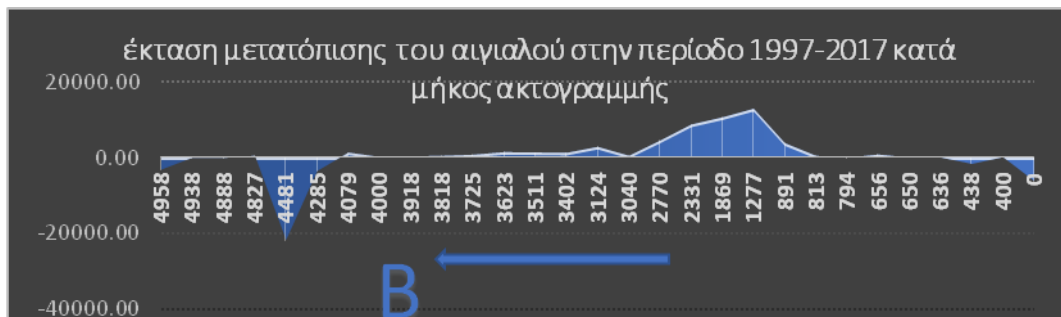 έκταση μετατόπισης του αιγιαλού στην περίοδο 1997-2017 κατά
μήκος ακτογραμμής
20000.00
0.00
-20000.00
-40000.00
4958 4938 4888 4827 4481 4285 4079 4000 3918 3818 3725 3623 3511 3402 3124 3040 2770 2331 1869 1277 891 813 794 656 650 636 438 400 0
Β